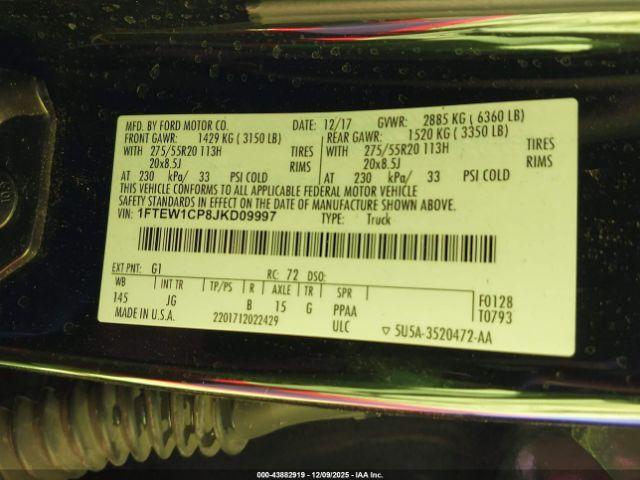 MFD. BY FORD MOTOR CO. DATE: 12/17 GVWR: 2885 KG ( 6360 LB)
FRONT GAWR: 1429 KG ( 3150 LB) REAR GAWR: 1520 KG ( 3350 LB)
WITH 275/55R20 113H TIRES WITH 275/55R20 113H TIRES
20x8.5J RIMS 20x8.5J RIMS
AT 230 kPa/ 33 PSI COLD AT 230 kPa/ 33 PSI COLD
THIS VEHICLE CONFORMS TO ALL APPLICABLE FEDERAL MOTOR VEHICLE
SAFETY STANDARDS IN EFFECT ON THE DATE OF MANUFACTURE SHOWN ABOVE.
VIN: 1FTEW1CP8JKD09997 TYPE: Truck
EXT PNT: G1 RC: 72 DSO:
WB INT TR TP/PS R AXLE TR SPR F0128
145 JG B 15 G PPAA T0793
MADE IN U.S.A. 2201712022429 ULC ▽ 5U5A-3520472-AA
000-43882919 | 12/09/2025 - IAA Inc.